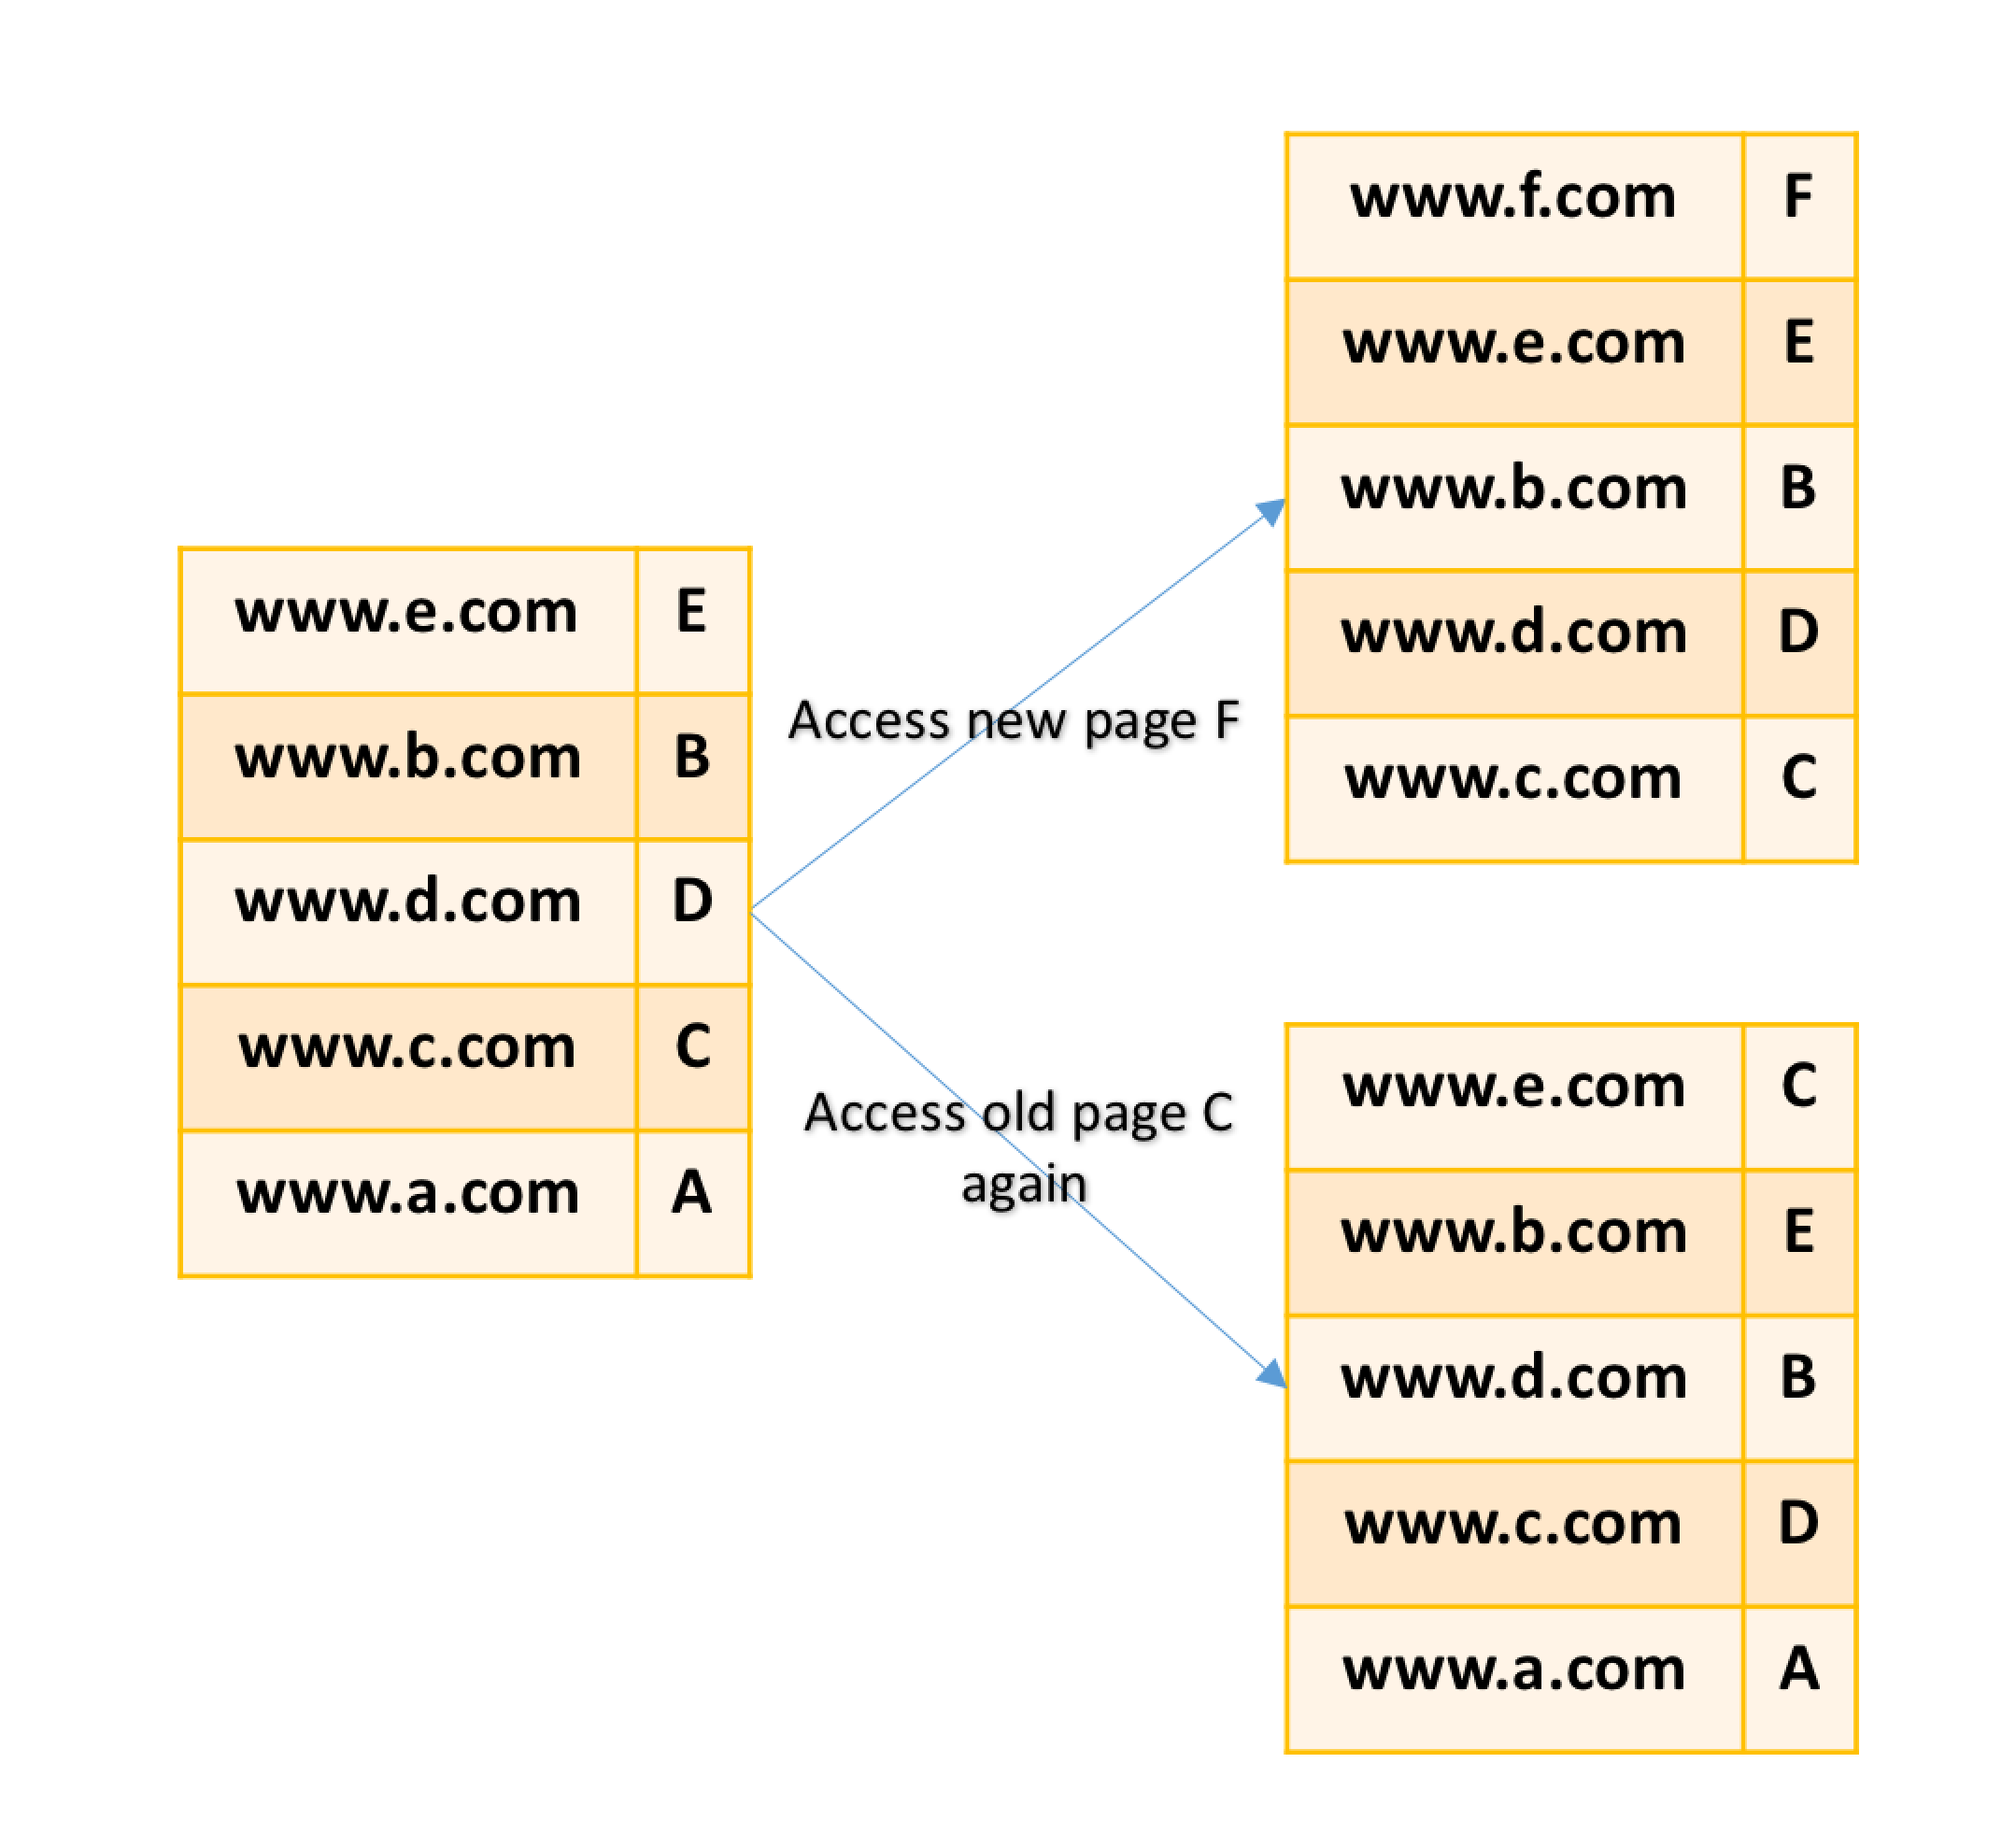 www.e.com E
www.b.com B
www.d.com D
www.c.com C
www.a.com A
Access new page F
Access old page C
again
www.f.com F
www.e.com E
www.b.com B
www.d.com D
www.c.com C
www.e.com C
www.b.com E
www.d.com B
www.c.com D
www.a.com A